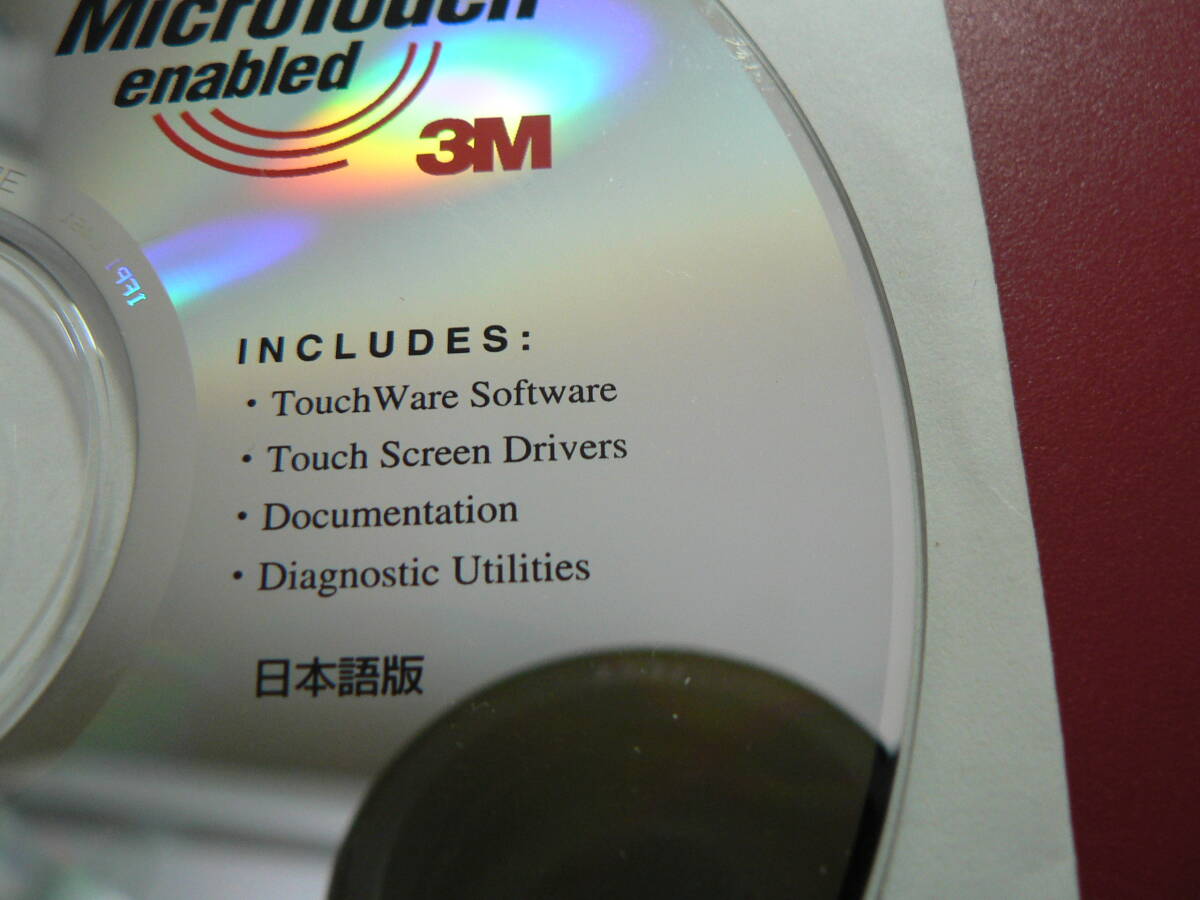 MicroTouch
enabled
3M
INCLUDES:
· TouchWare Software
· Touch Screen Drivers
· Documentation
· Diagnostic Utilities
日本語版